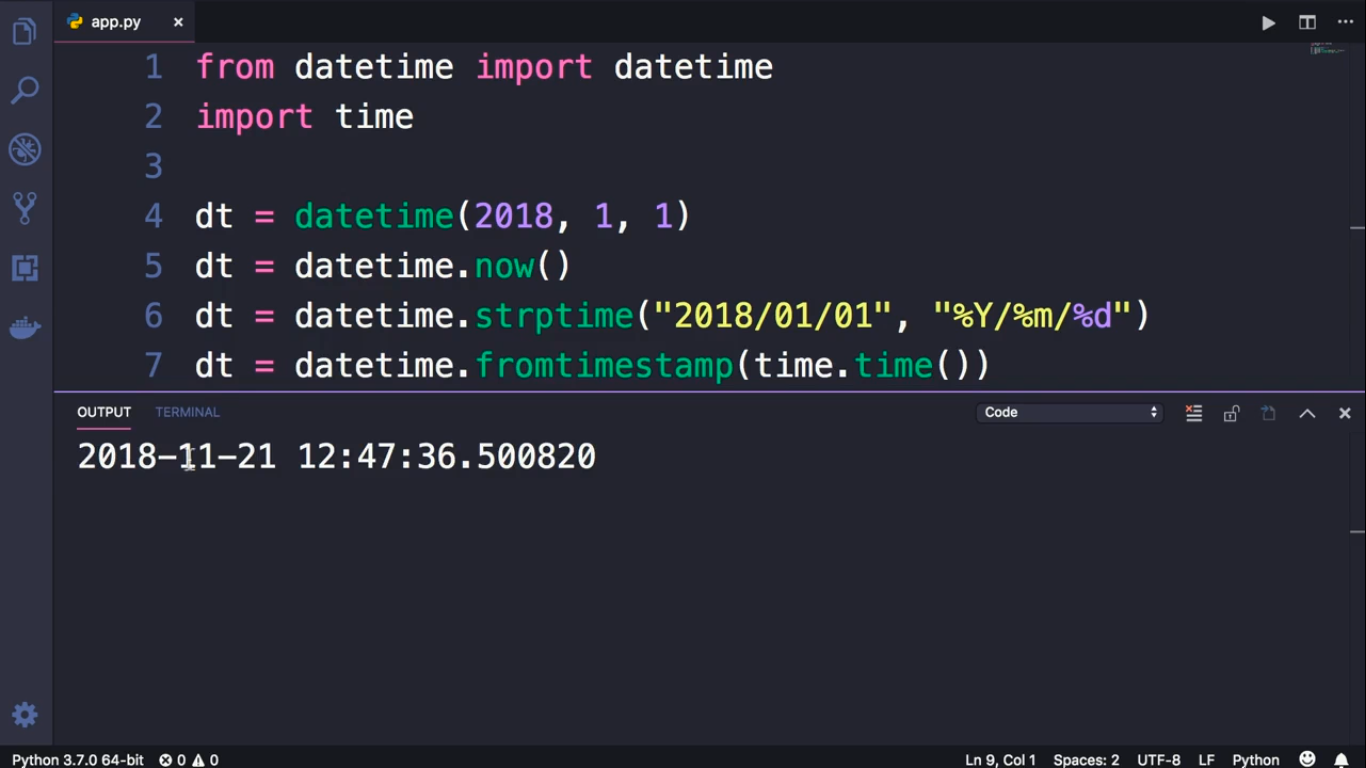 app.py
1 from datetime import datetime
2 import time
3
4 dt = datetime(2018, 1, 1)
5 dt = datetime.now()
6 dt = datetime.strptime("2018/01/01", "%Y/%m/%d")
7 dt = datetime.fromtimestamp(time.time())
OUTPUT TERMINAL Code
2018-11-21 12:47:36.500820
Python 3.7.0 64-bit 0 0 Ln 9, Col 1 Spaces: 2 UTF-8 LF Python